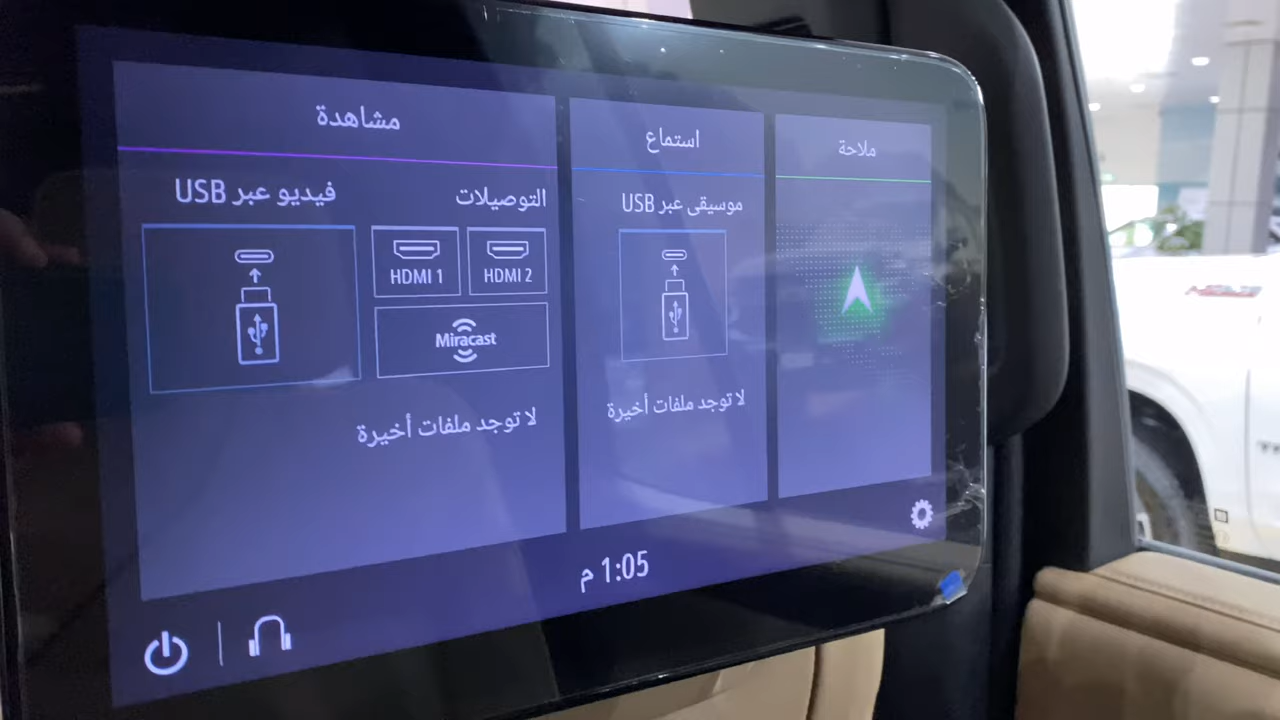 مشاهدة
استماع
ملاحة
فيديو عبر USB
التوصيلات
موسيقى عبر USB
HDMI 1
HDMI 2
Miracast
لا توجد ملفات أخيرة
لا توجد ملفات أخيرة
1:05 م